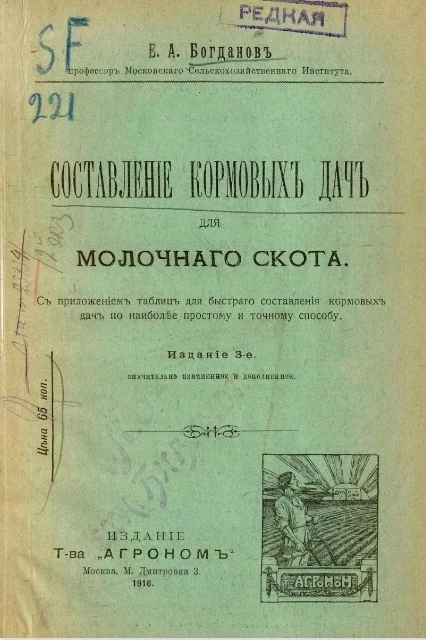 РЕДКАЯ
SF
221
Е. А. Богдановъ
профессоръ Московскаго Сельскохозяйственнаго Института.
СОСТАВЛЕНІЕ КОРМОВЫХЪ ДАЧЪ
ДЛЯ
МОЛОЧНАГО СКОТА.
Съ приложеніемъ таблицъ для быстраго составленія кормовыхъ
дачъ по наиболѣе простому и точному способу.
Изданіе 3-е.
ЗНАЧИТЕЛЬНО ИЗМѢНЕННОЕ И ДОПОЛНЕННОЕ.
Цѣна 65 коп.
ИЗДАНІЕ
Т-ва „АГРОНОМЪ“
Москва, М. Дмитровка 3.
1916.
АГРОНОМ